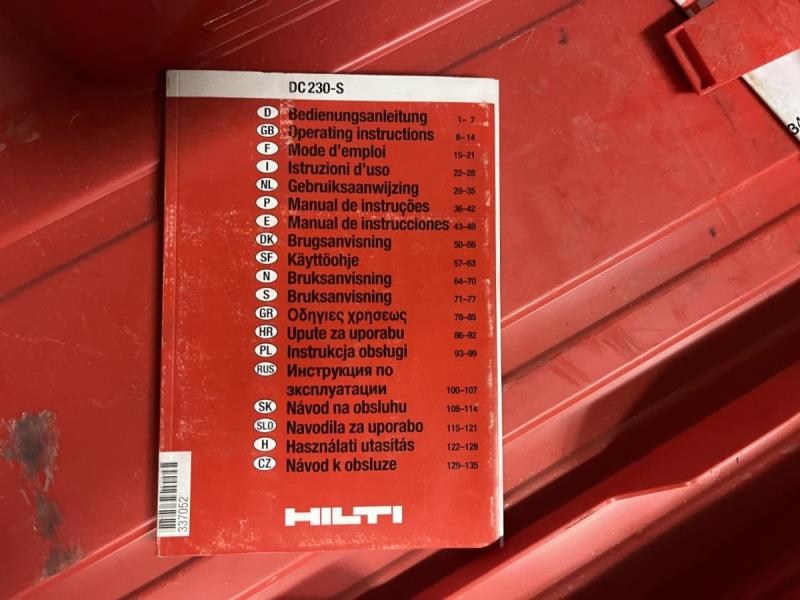 DC 230-S
D Bedienungsanleitung 1– 7
GB Operating instructions 8–14
F Mode d'emploi 15–21
I Istruzioni d'uso 22–28
NL Gebruiksaanwijzing 29–35
P Manual de instruções 36–42
E Manual de instrucciones 43–49
DK Brugsanvisning 50–56
SF Käyttöohje 57–63
N Bruksanvisning 64–70
S Bruksanvisning 71–77
GR Οδηγιες χρησεως 78–85
HR Upute za uporabu 86–92
PL Instrukcja obsługi 93–99
RUS Инструкция по
зксплуатации 100–107
SK Návod na obsluhu 108–114
SLO Navodila za uporabo 115–121
H Használati utasítás 122–128
CZ Návod k obsluze 129–135
HILTI
337052